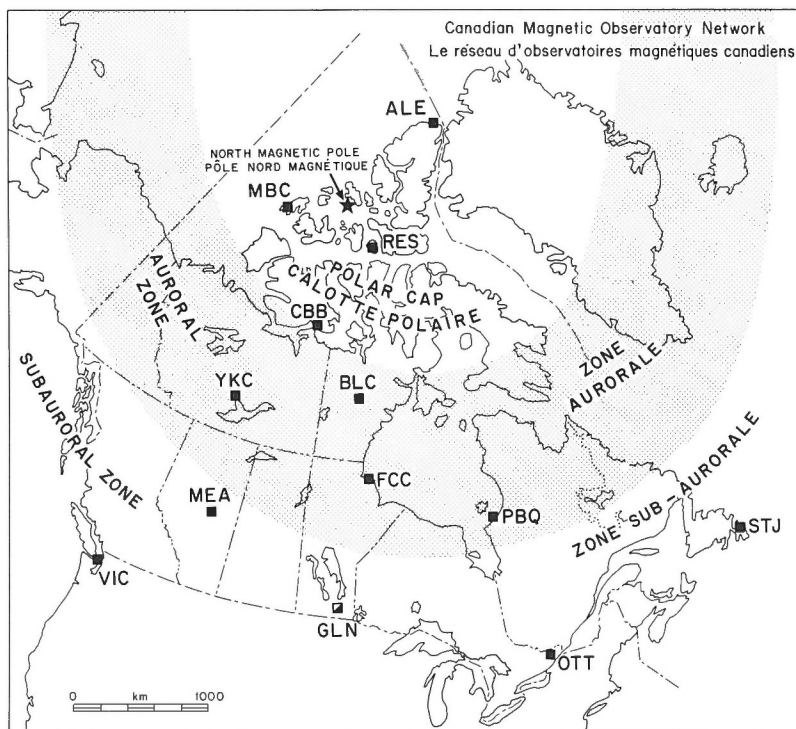 Canadian Magnetic Observatory Network
Le réseau d'observatoires magnétiques canadiens
ALE
NORTH MAGNETIC POLE
PÔLE NORD MAGNÉTIQUE
MBC
RES
POLAR CAP
CALOTTE POLAIRE
AURORAL
ZONE
CBB
ZONE
AURORALE
SUBAURORAL ZONE
YKC
BLC
FCC
MEA
PBQ
ZONE SUB-AURORALE
STJ
VIC
GLN
OTT
0 km 1000